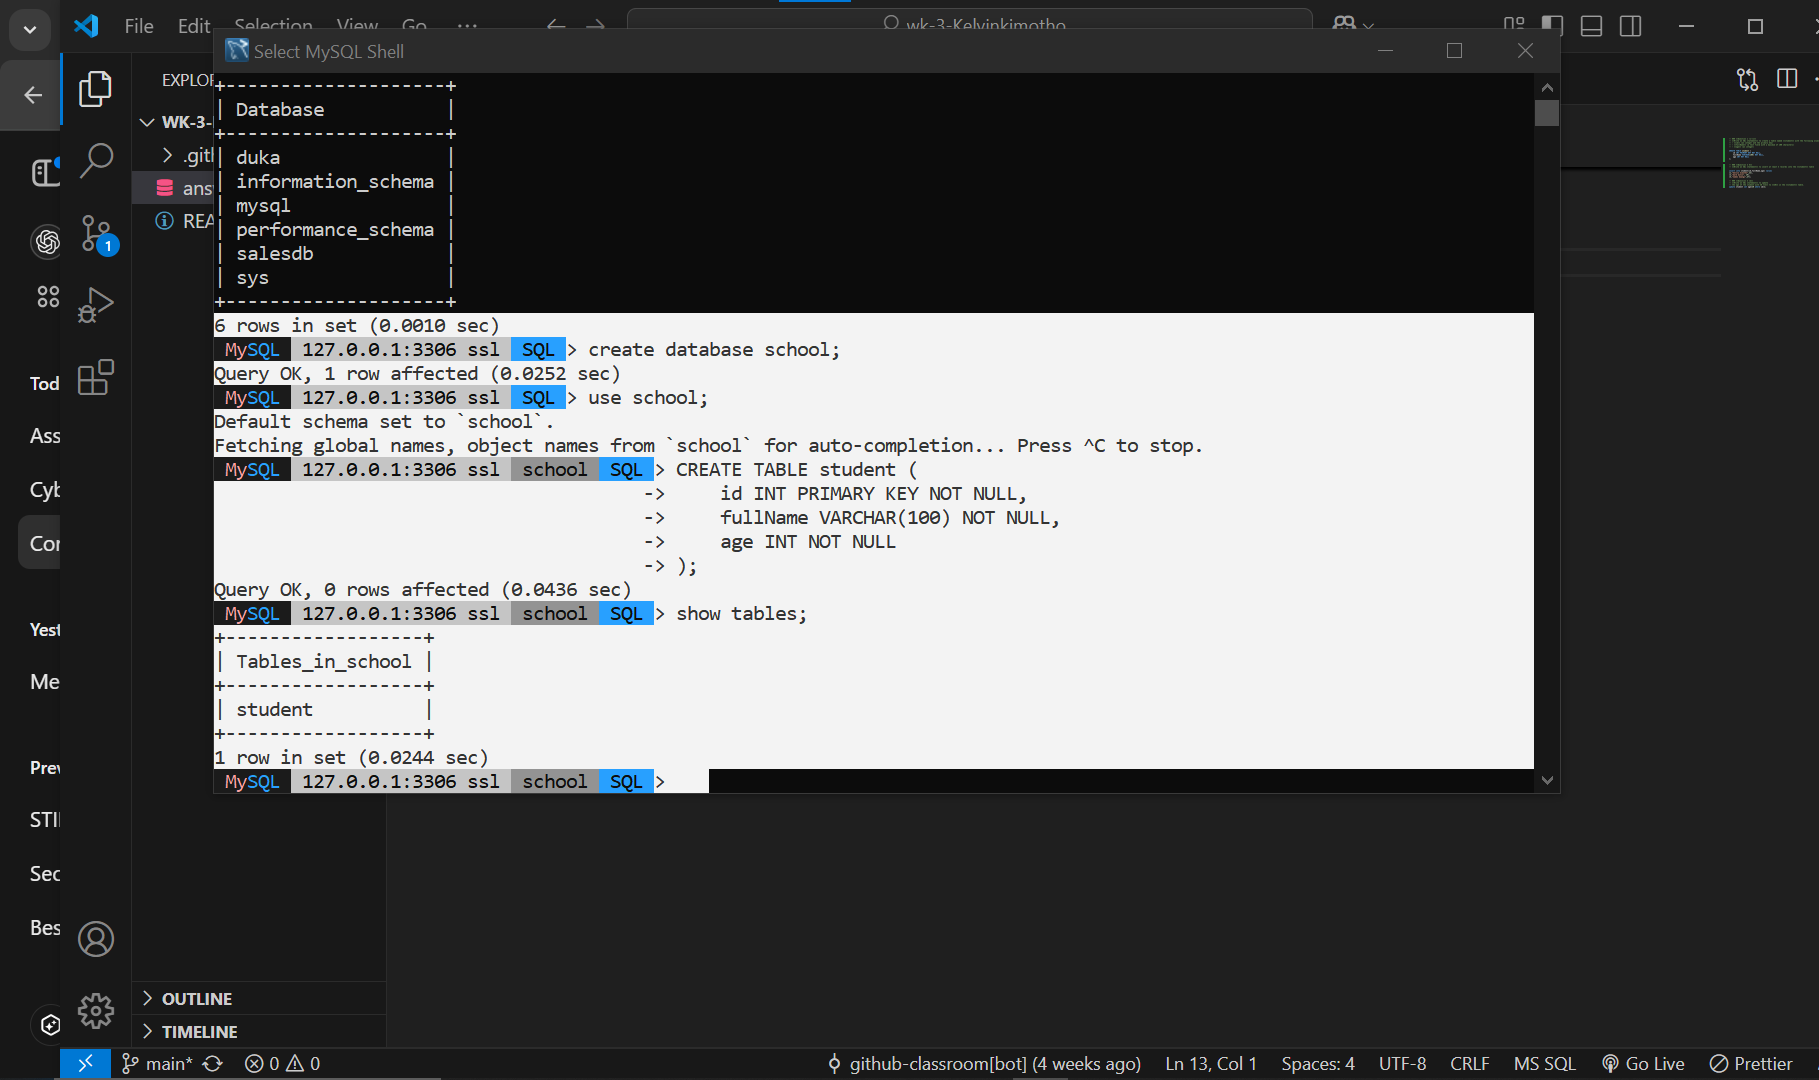 File Edit Selection View Go ···
wk-3-Kelvinkimotho
Select MySQL Shell
EXPLOR
WK-3-
.gith
ans
REA
+--------------------+
| Database           |
+--------------------+
| duka               |
| information_schema |
| mysql              |
| performance_schema |
| salesdb            |
| sys                |
+--------------------+
6 rows in set (0.0010 sec)
MySQL 127.0.0.1:3306 ssl SQL > create database school;
Query OK, 1 row affected (0.0252 sec)
MySQL 127.0.0.1:3306 ssl SQL > use school;
Default schema set to `school`.
Fetching global names, object names from `school` for auto-completion... Press ^C to stop.
MySQL 127.0.0.1:3306 ssl school SQL > CREATE TABLE student (
->     id INT PRIMARY KEY NOT NULL,
->     fullName VARCHAR(100) NOT NULL,
->     age INT NOT NULL
-> );
Query OK, 0 rows affected (0.0436 sec)
MySQL 127.0.0.1:3306 ssl school SQL > show tables;
+------------------+
| Tables_in_school |
+------------------+
| student          |
+------------------+
1 row in set (0.0244 sec)
MySQL 127.0.0.1:3306 ssl school SQL >
1
Tod
Ass
Cyb
Con
Yest
Me
Prev
STI
Sec
Bes
OUTLINE
TIMELINE
main* 0 0 github-classroom[bot] (4 weeks ago) Ln 13, Col 1 Spaces: 4 UTF-8 CRLF MS SQL Go Live Prettier